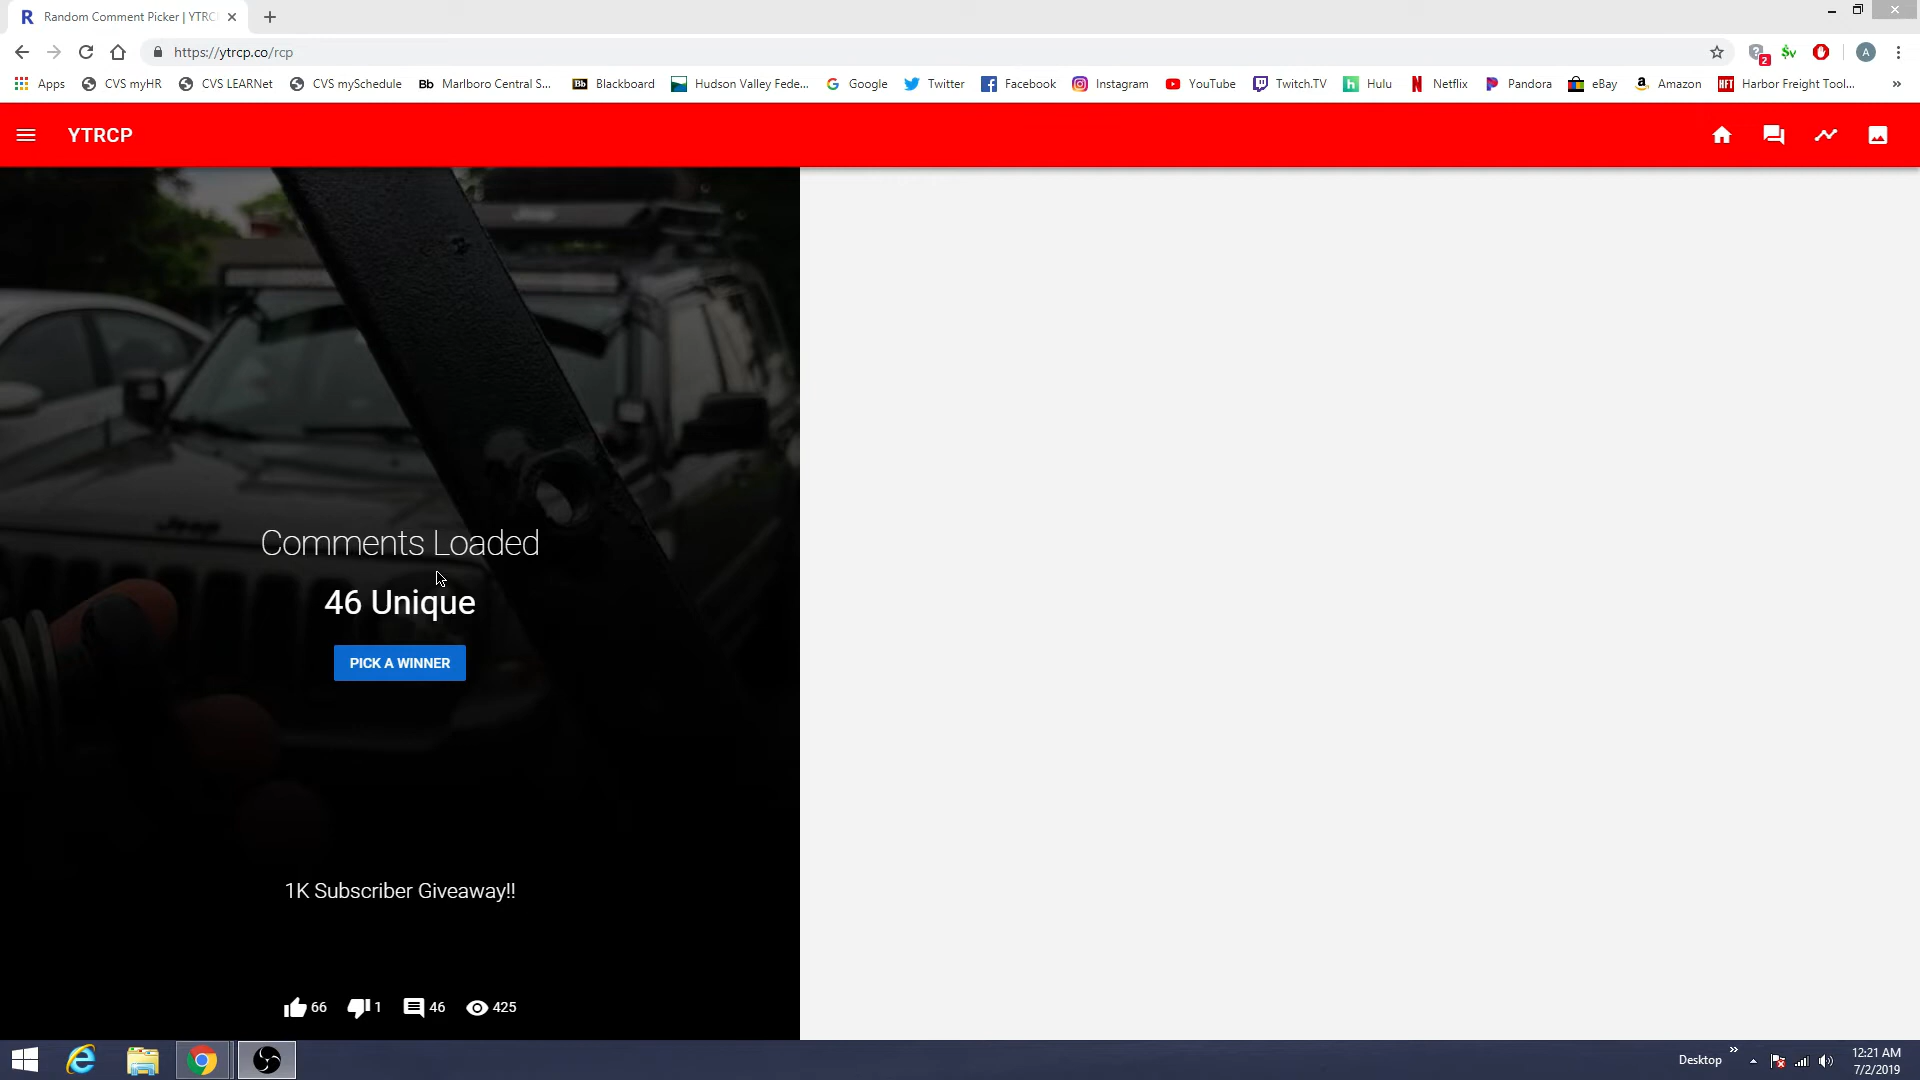 R Random Comment Picker | YTRC
https://ytrcp.co/rcp
A
Apps CVS myHR CVS LEARNet CVS mySchedule Bb Marlboro Central S... Bb Blackboard Hudson Valley Fede... Google Twitter Facebook Instagram YouTube Twitch.TV Hulu Netflix Pandora eBay Amazon HFT Harbor Freight Tool... »
YTRCP
Comments Loaded
46 Unique
PICK A WINNER
1K Subscriber Giveaway!!
66 1 46 425
Desktop » 12:21 AM
7/2/2019